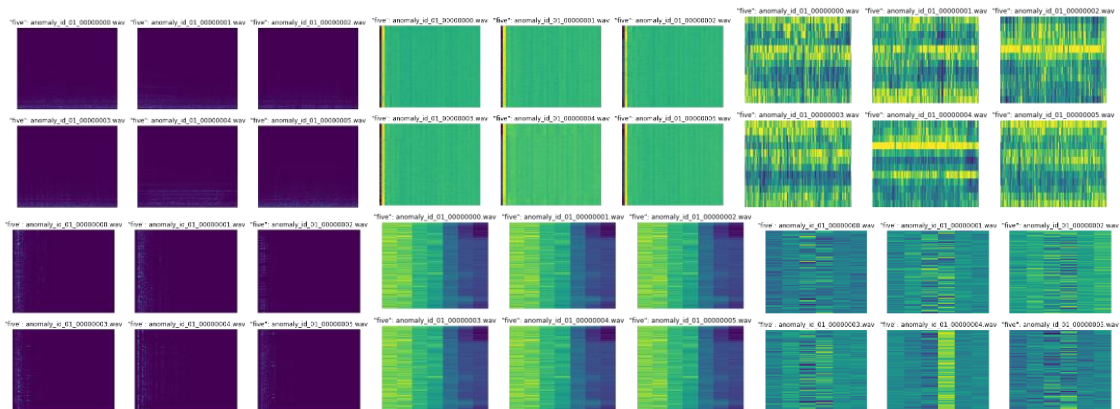 "five": anomaly_id_01_00000000.wav
"five": anomaly_id_01_00000001.wav
"five": anomaly_id_01_00000002.wav
"five": anomaly_id_01_00000000.wav
"five": anomaly_id_01_00000001.wav
"five": anomaly_id_01_00000002.wav
"five": anomaly_id_01_00000000.wav
"five": anomaly_id_01_00000001.wav
"five": anomaly_id_01_00000002.wav
"five": anomaly_id_01_00000003.wav
"five": anomaly_id_01_00000004.wav
"five": anomaly_id_01_00000005.wav
"five": anomaly_id_01_00000003.wav
"five": anomaly_id_01_00000004.wav
"five": anomaly_id_01_00000005.wav
"five": anomaly_id_01_00000003.wav
"five": anomaly_id_01_00000004.wav
"five": anomaly_id_01_00000005.wav
"five": anomaly_id_01_00000000.wav
"five": anomaly_id_01_00000001.wav
"five": anomaly_id_01_00000002.wav
"five": anomaly_id_01_00000000.wav
"five": anomaly_id_01_00000001.wav
"five": anomaly_id_01_00000002.wav
"five": anomaly_id_01_00000000.wav
"five": anomaly_id_01_00000001.wav
"five": anomaly_id_01_00000002.wav
"five": anomaly_id_01_00000003.wav
"five": anomaly_id_01_00000004.wav
"five": anomaly_id_01_00000005.wav
"five": anomaly_id_01_00000003.wav
"five": anomaly_id_01_00000004.wav
"five": anomaly_id_01_00000005.wav
"five": anomaly_id_01_00000003.wav
"five": anomaly_id_01_00000004.wav
"five": anomaly_id_01_00000005.wav